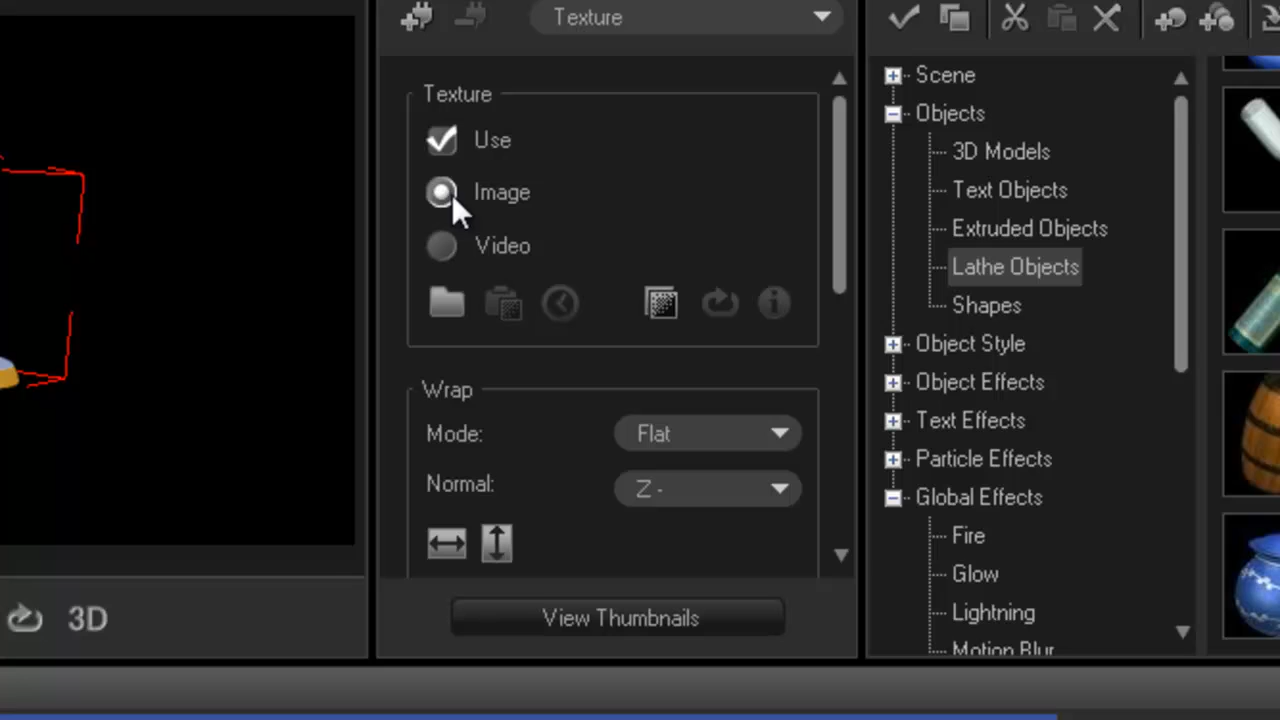 Texture
Texture
Use
Image
Video
Wrap
Mode:
Flat
Normal:
Z -
View Thumbnails
3D
Scene
Objects
3D Models
Text Objects
Extruded Objects
Lathe Objects
Shapes
Object Style
Object Effects
Text Effects
Particle Effects
Global Effects
Fire
Glow
Lightning
Motion Blur